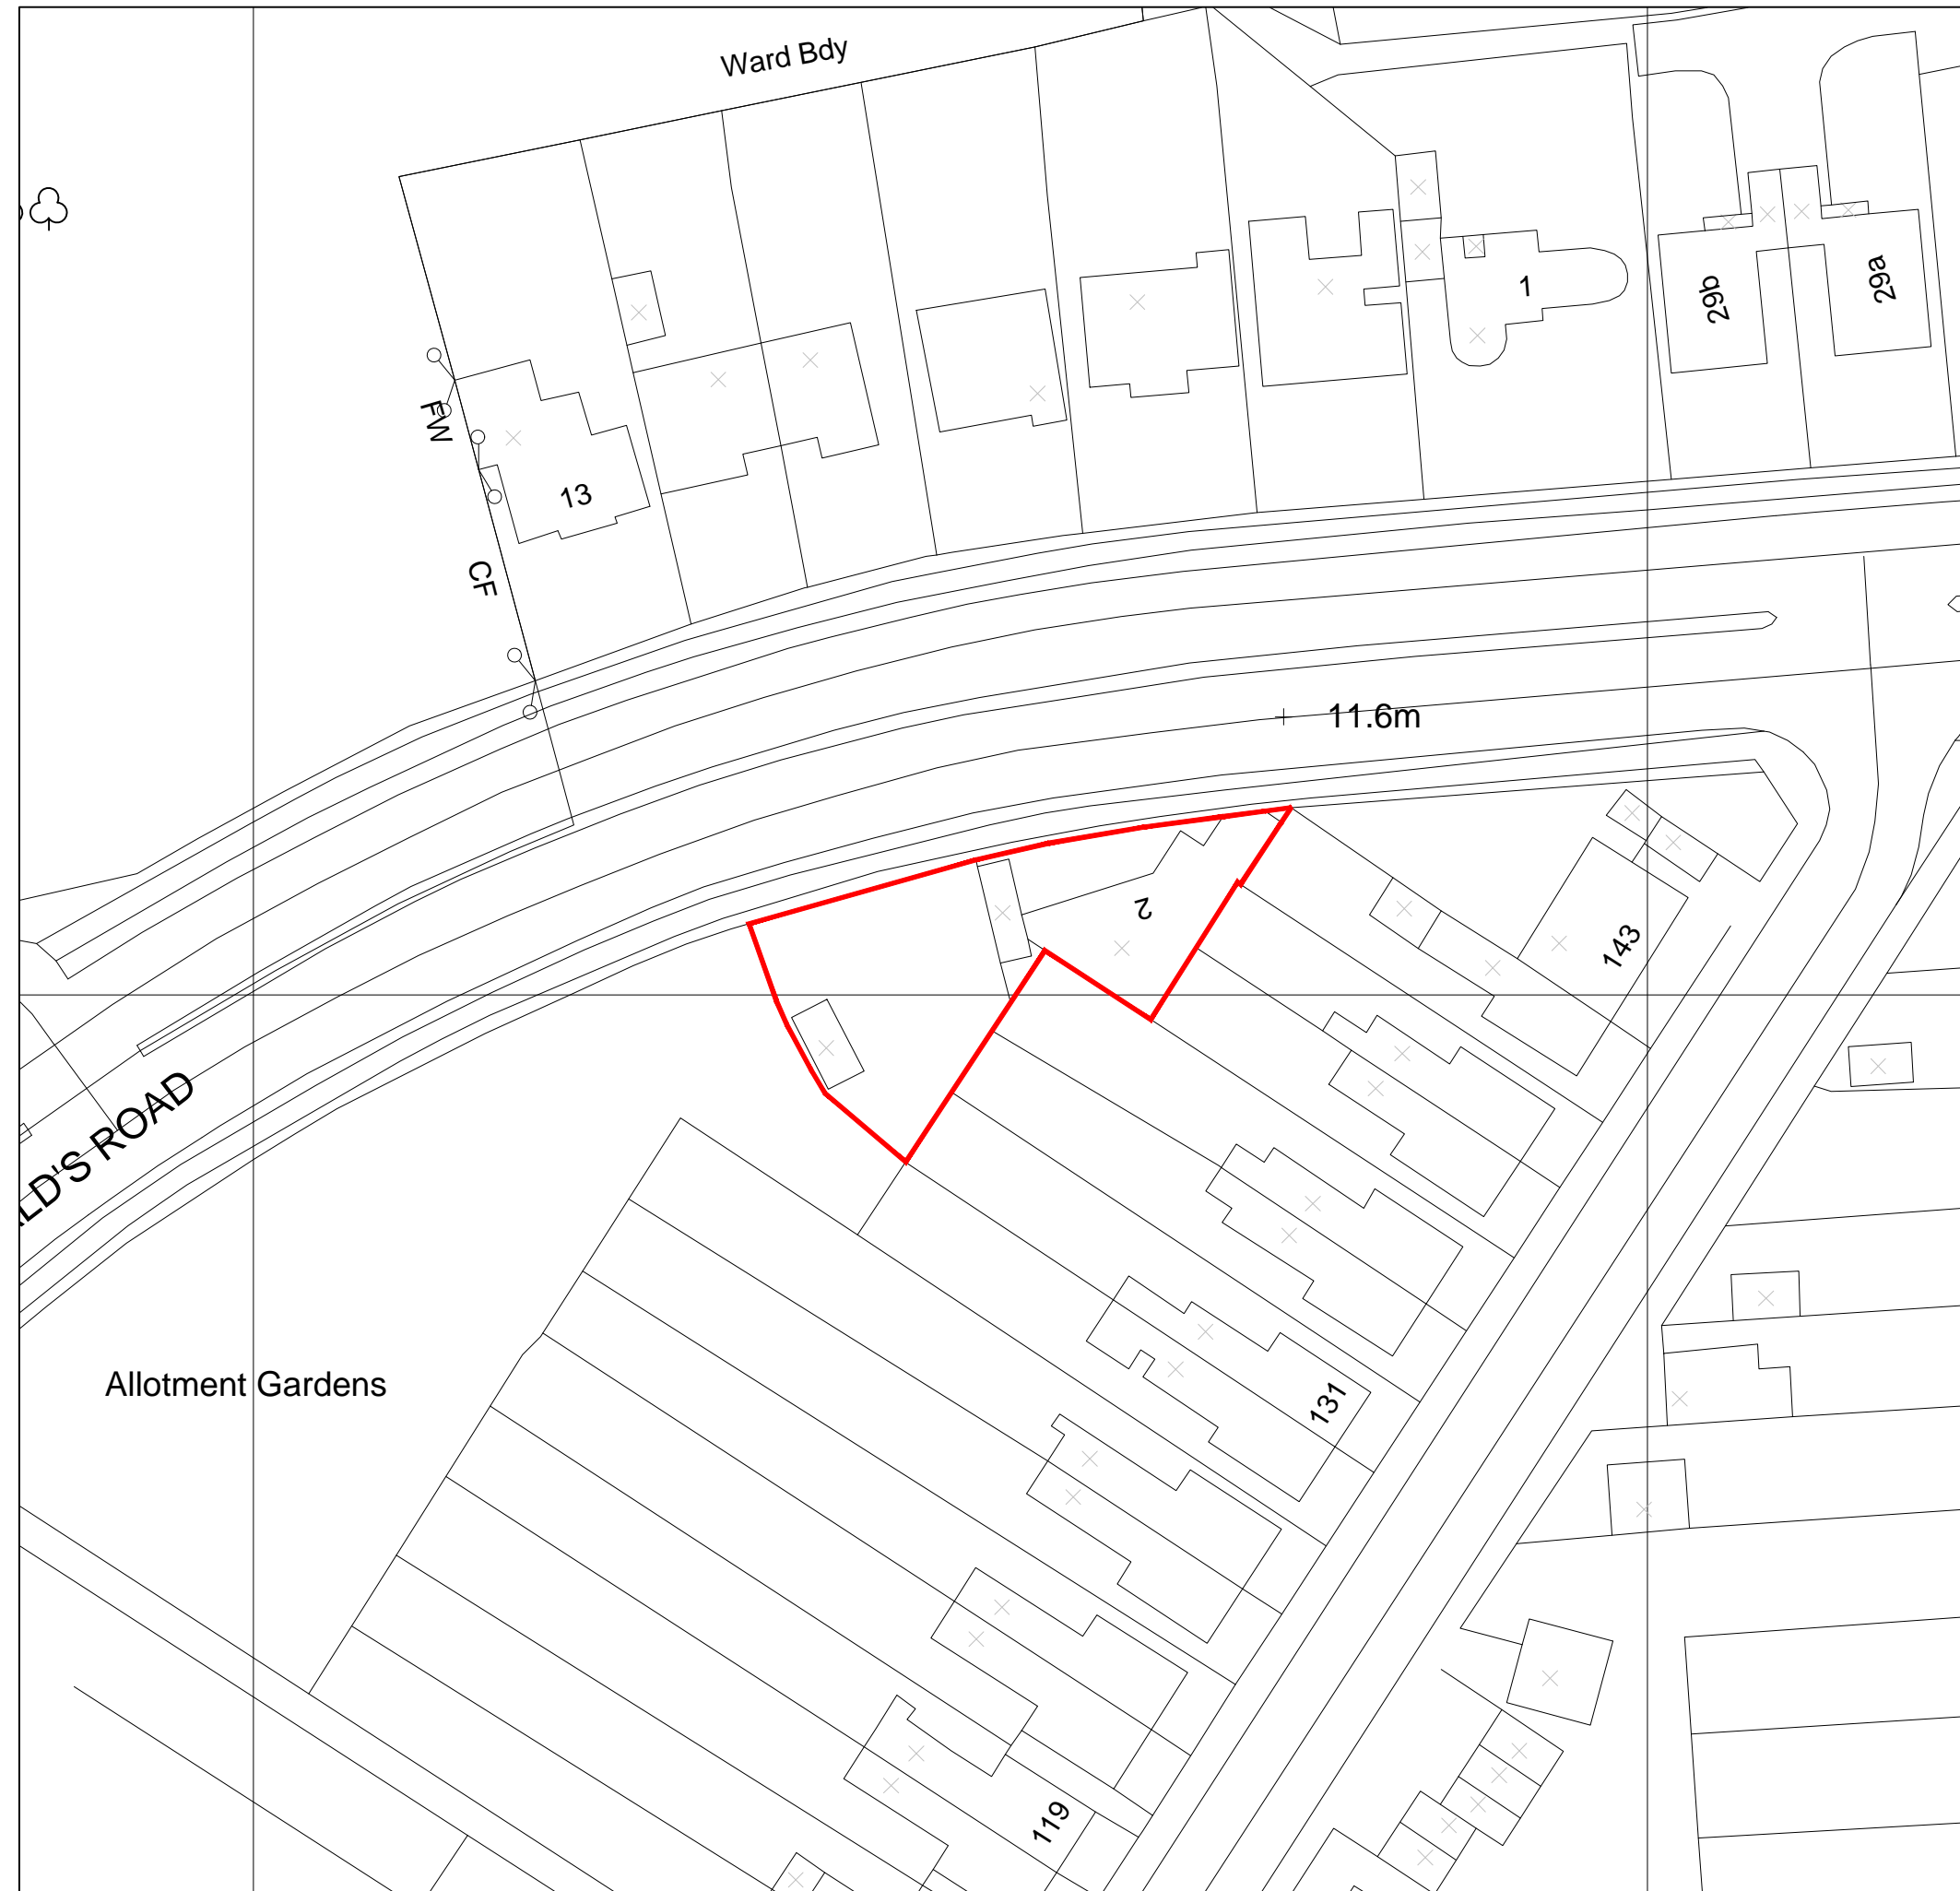 Ward Bdy
1
29b
29a
FW
13
CF
11.6m
2
143
LD'S ROAD
Allotment Gardens
131
119